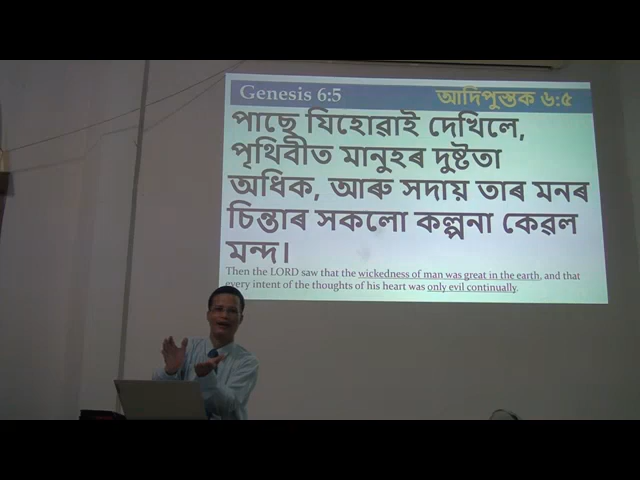 Genesis 6:5 আদিপুস্তক ৬:৫
পাছে যিহোৱাই দেখিলে,
পৃথিবীত মানুহৰ দুষ্টতা
অধিক, আৰু সদায় তাৰ মনৰ
চিন্তাৰ সকলো কল্পনা কেৱল
মন্দ।
Then the LORD saw that the wickedness of man was great in the earth, and that
every intent of the thoughts of his heart was only evil continually.